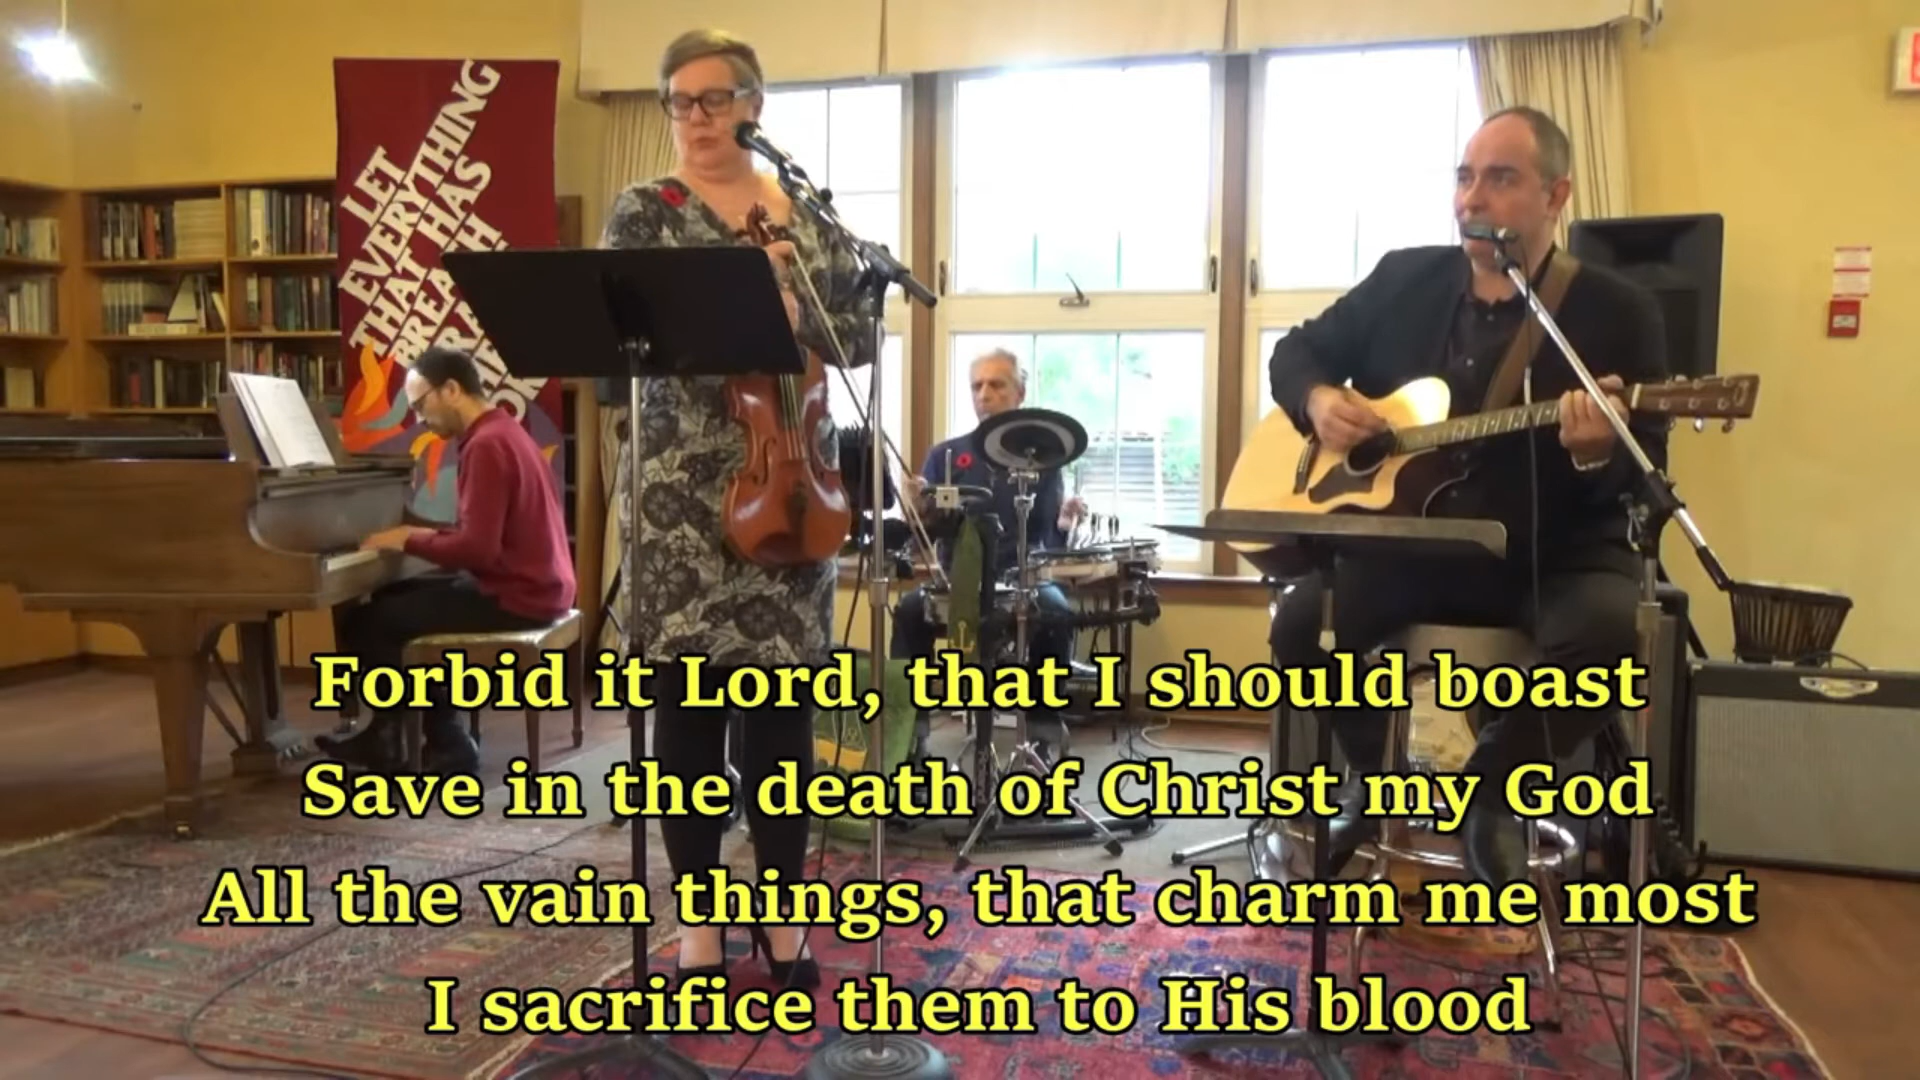 LET
EVERYTHING
THAT HAS
Forbid it Lord, that I should boast
Save in the death of Christ my God
All the vain things, that charm me most
I sacrifice them to His blood